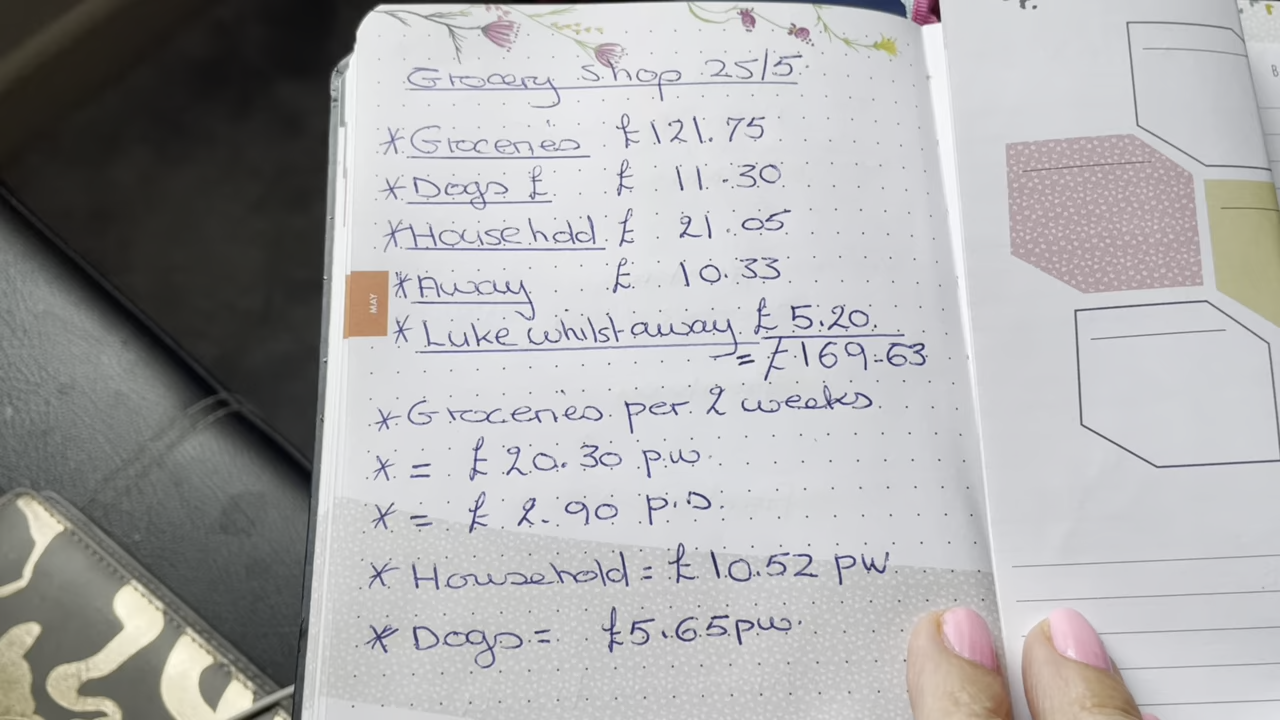 Grocery shop 25/5
* Groceries £121.75
* Dogs £ £ 11.30
* Household £ 21.05
* Away £ 10.33
* Luke whilst away £5.20
= £169.63
* Groceries per 2 weeks
* = £20.30 pw
* = £ 2.90 p.D.
* Household = £10.52 pw
* Dogs = £5.65pw
MAY
B